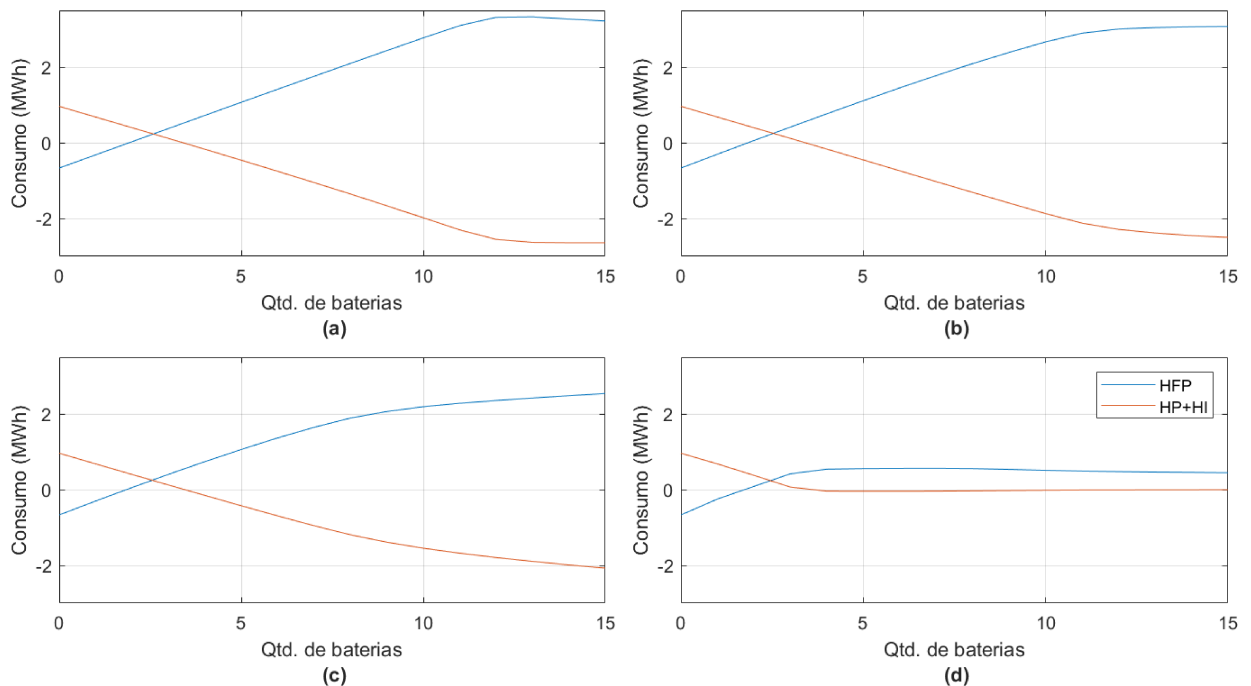 Consumo (MWh)
2
0
-2
0 5 10 15
Qtd. de baterias
(a)
Consumo (MWh)
2
0
-2
0 5 10 15
Qtd. de baterias
(b)
Consumo (MWh)
2
0
-2
0 5 10 15
Qtd. de baterias
(c)
Consumo (MWh)
2
0
-2
HFP
HP+HI
0 5 10 15
Qtd. de baterias
(d)